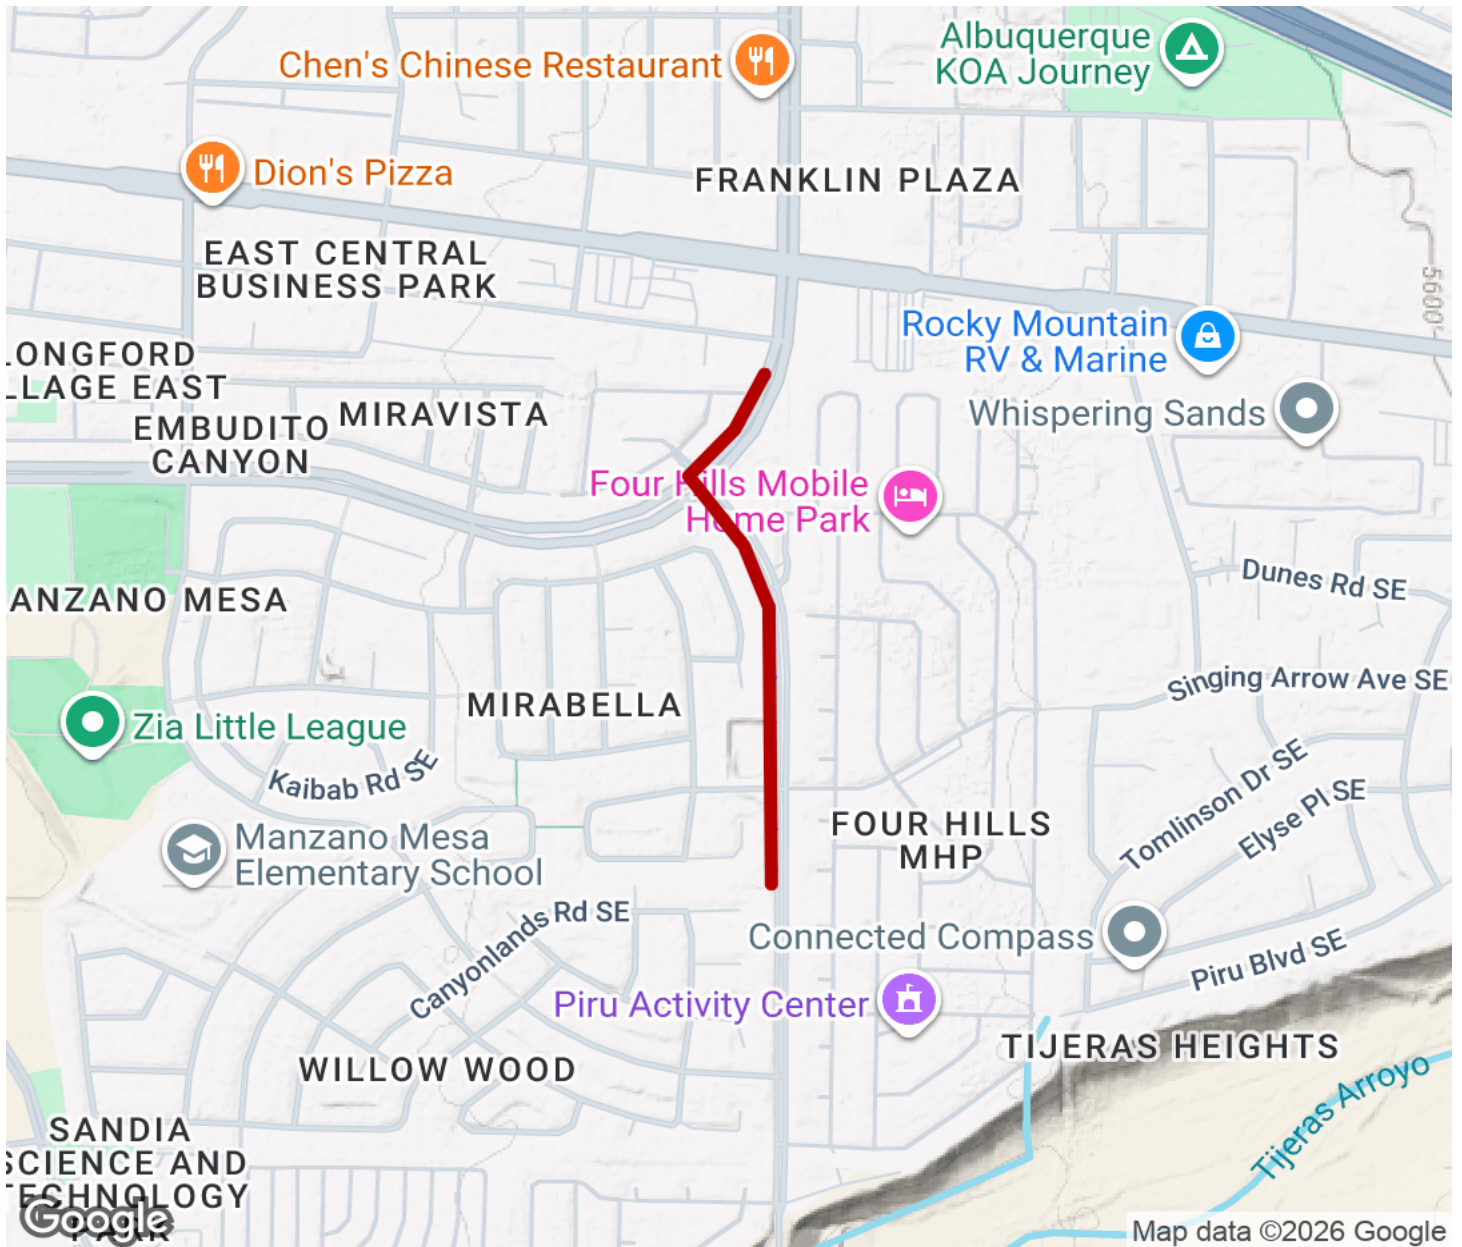 Albuquerque
KOA Journey
Chen's Chinese Restaurant
Dion's Pizza
FRANKLIN PLAZA
EAST CENTRAL
BUSINESS PARK
5600'
Rocky Mountain
RV & Marine
LONGFORD
LLAGE EAST
MIRAVISTA
Whispering Sands
EMBUDITO
CANYON
Four Hills Mobile
Home Park
Dunes Rd SE
ANZANO MESA
Singing Arrow Ave SE
MIRABELLA
Zia Little League
Kaibab Rd SE
Tomlinson Dr SE
Elyse Pl SE
FOUR HILLS
MHP
Manzano Mesa
Elementary School
Canyonlands Rd SE
Connected Compass
Piru Blvd SE
Piru Activity Center
TIJERAS HEIGHTS
WILLOW WOOD
Tijeras Arroyo
SANDIA
SCIENCE AND
TECHNOLOGY
PARK
Google
Map data ©2026 Google